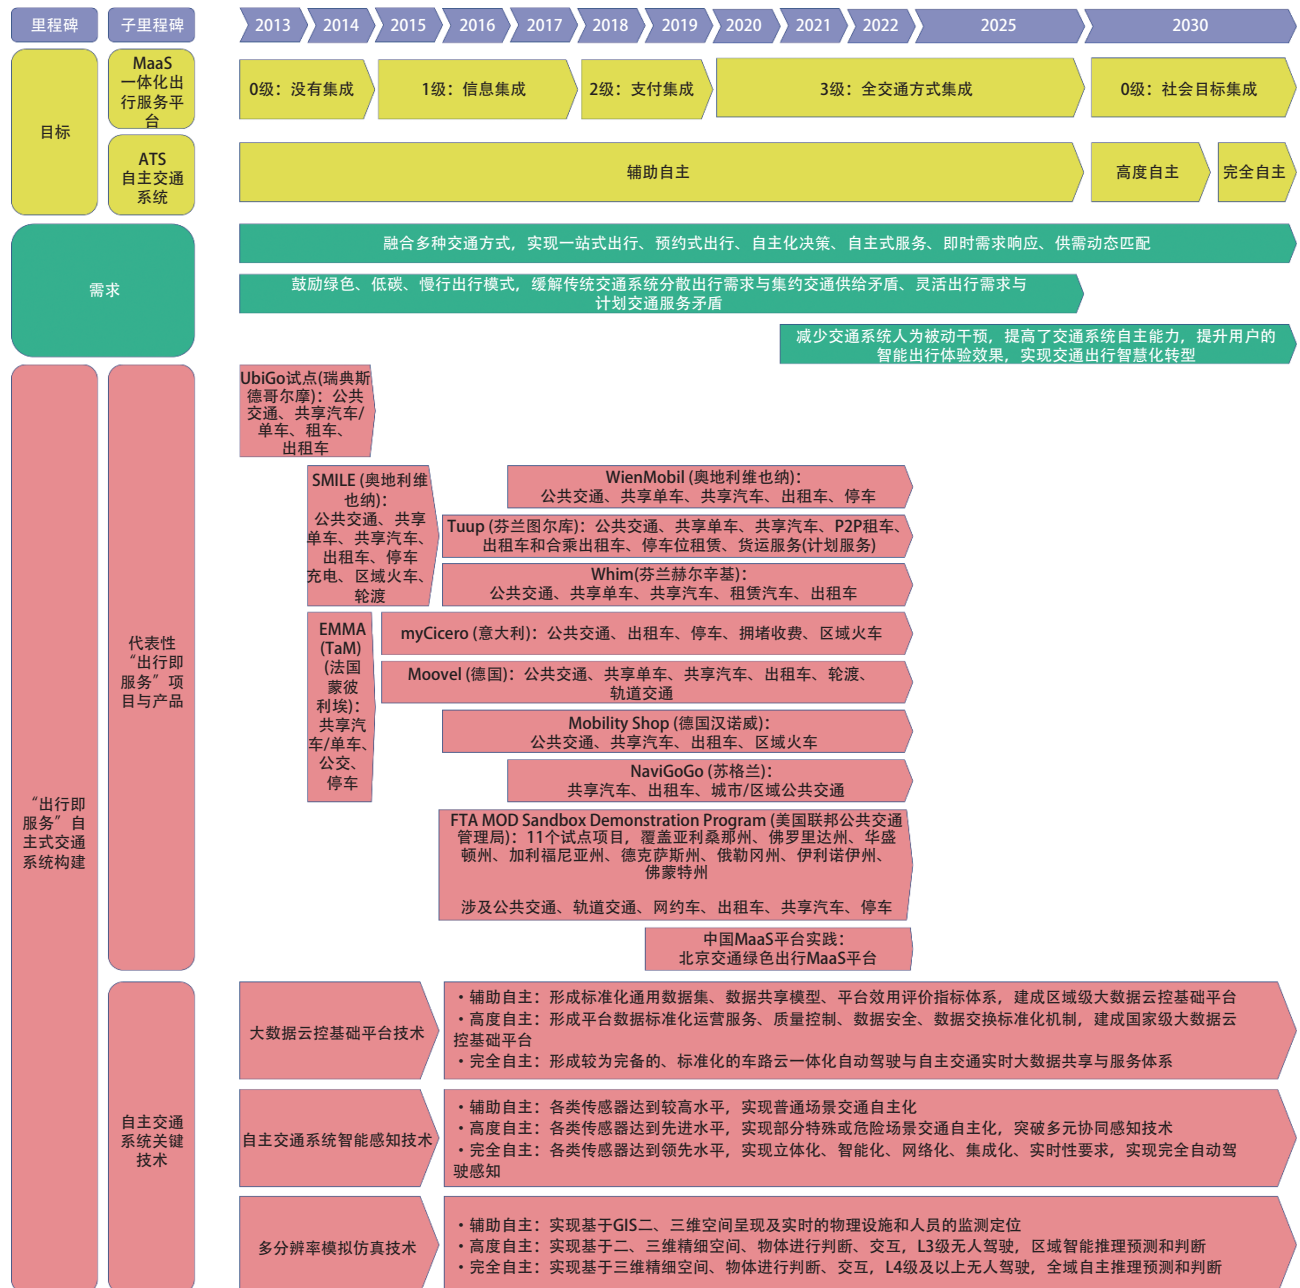 里程碑
子里程碑
2013
2014
2015
2016
2017
2018
2019
2020
2021
2022
2025
2030
目标
MaaS
一体化出
行服务平
台
0级：没有集成
1级：信息集成
2级：支付集成
3级：全交通方式集成
0级：社会目标集成
ATS
自主交通
系统
辅助自主
高度自主
完全自主
需求
融合多种交通方式，实现一站式出行、预约式出行、自主化决策、自主式服务、即时需求响应、供需动态匹配
鼓励绿色、低碳、慢行出行模式，缓解传统交通系统分散出行需求与集约交通供给矛盾、灵活出行需求与
计划交通服务矛盾
减少交通系统人为被动干预，提高了交通系统自主能力，提升用户的
智能出行体验效果，实现交通出行智慧化转型
“出行即
服务”自
主式交通
系统构建
代表性
“出行即
服务”项
目与产品
UbiGo试点(瑞典斯
德哥尔摩)：公共
交通、共享汽车/
单车、租车、
出租车
SMILE (奥地利维
也纳)：
公共交通、共享
单车、共享汽车、
出租车、停车
充电、区域火车、
轮渡
WienMobil (奥地利维也纳)：
公共交通、共享单车、共享汽车、出租车、停车
Tuup (芬兰图尔库)：公共交通、共享单车、共享汽车、P2P租车、
出租车和合乘出租车、停车位租赁、货运服务(计划服务)
Whim(芬兰赫尔辛基)：
公共交通、共享单车、共享汽车、租赁汽车、出租车
EMMA
(TaM)
(法国
蒙彼
利埃)：
共享汽
车/单车、
公交、
停车
myCicero (意大利)：公共交通、出租车、停车、拥堵收费、区域火车
Moovel (德国)：公共交通、共享单车、共享汽车、出租车、轮渡、
轨道交通
Mobility Shop (德国汉诺威)：
公共交通、共享汽车、出租车、区域火车
NaviGoGo (苏格兰)：
共享汽车、出租车、城市/区域公共交通
FTA MOD Sandbox Demonstration Program (美国联邦公共交通
管理局)：11个试点项目，覆盖亚利桑那州、佛罗里达州、华盛
顿州、加利福尼亚州、德克萨斯州、俄勒冈州、伊利诺伊州、
佛蒙特州
涉及公共交通、轨道交通、网约车、出租车、共享汽车、停车
中国MaaS平台实践：
北京交通绿色出行MaaS平台
自主交通
系统关键
技术
大数据云控基础平台技术
・辅助自主：形成标准化通用数据集、数据共享模型、平台效用评价指标体系，建成区域级大数据云控基础平台
・高度自主：形成平台数据标准化运营服务、质量控制、数据安全、数据交换标准化机制，建成国家级大数据云
控基础平台
・完全自主：形成较为完备的、标准化的车路云一体化自动驾驶与自主交通实时大数据共享与服务体系
自主交通系统智能感知技术
・辅助自主：各类传感器达到较高水平，实现普通场景交通自主化
・高度自主：各类传感器达到先进水平，实现部分特殊或危险场景交通自主化，突破多元协同感知技术
・完全自主：各类传感器达到领先水平，实现立体化、智能化、网络化、集成化、实时性要求，实现完全自动驾
驶感知
多分辨率模拟仿真技术
・辅助自主：实现基于GIS二、三维空间呈现及实时的物理设施和人员的监测定位
・高度自主：实现基于二、三维精细空间、物体进行判断、交互，L3级无人驾驶，区域智能推理预测和判断
・完全自主：实现基于三维精细空间、物体进行判断、交互，L4级及以上无人驾驶，全域自主推理预测和判断